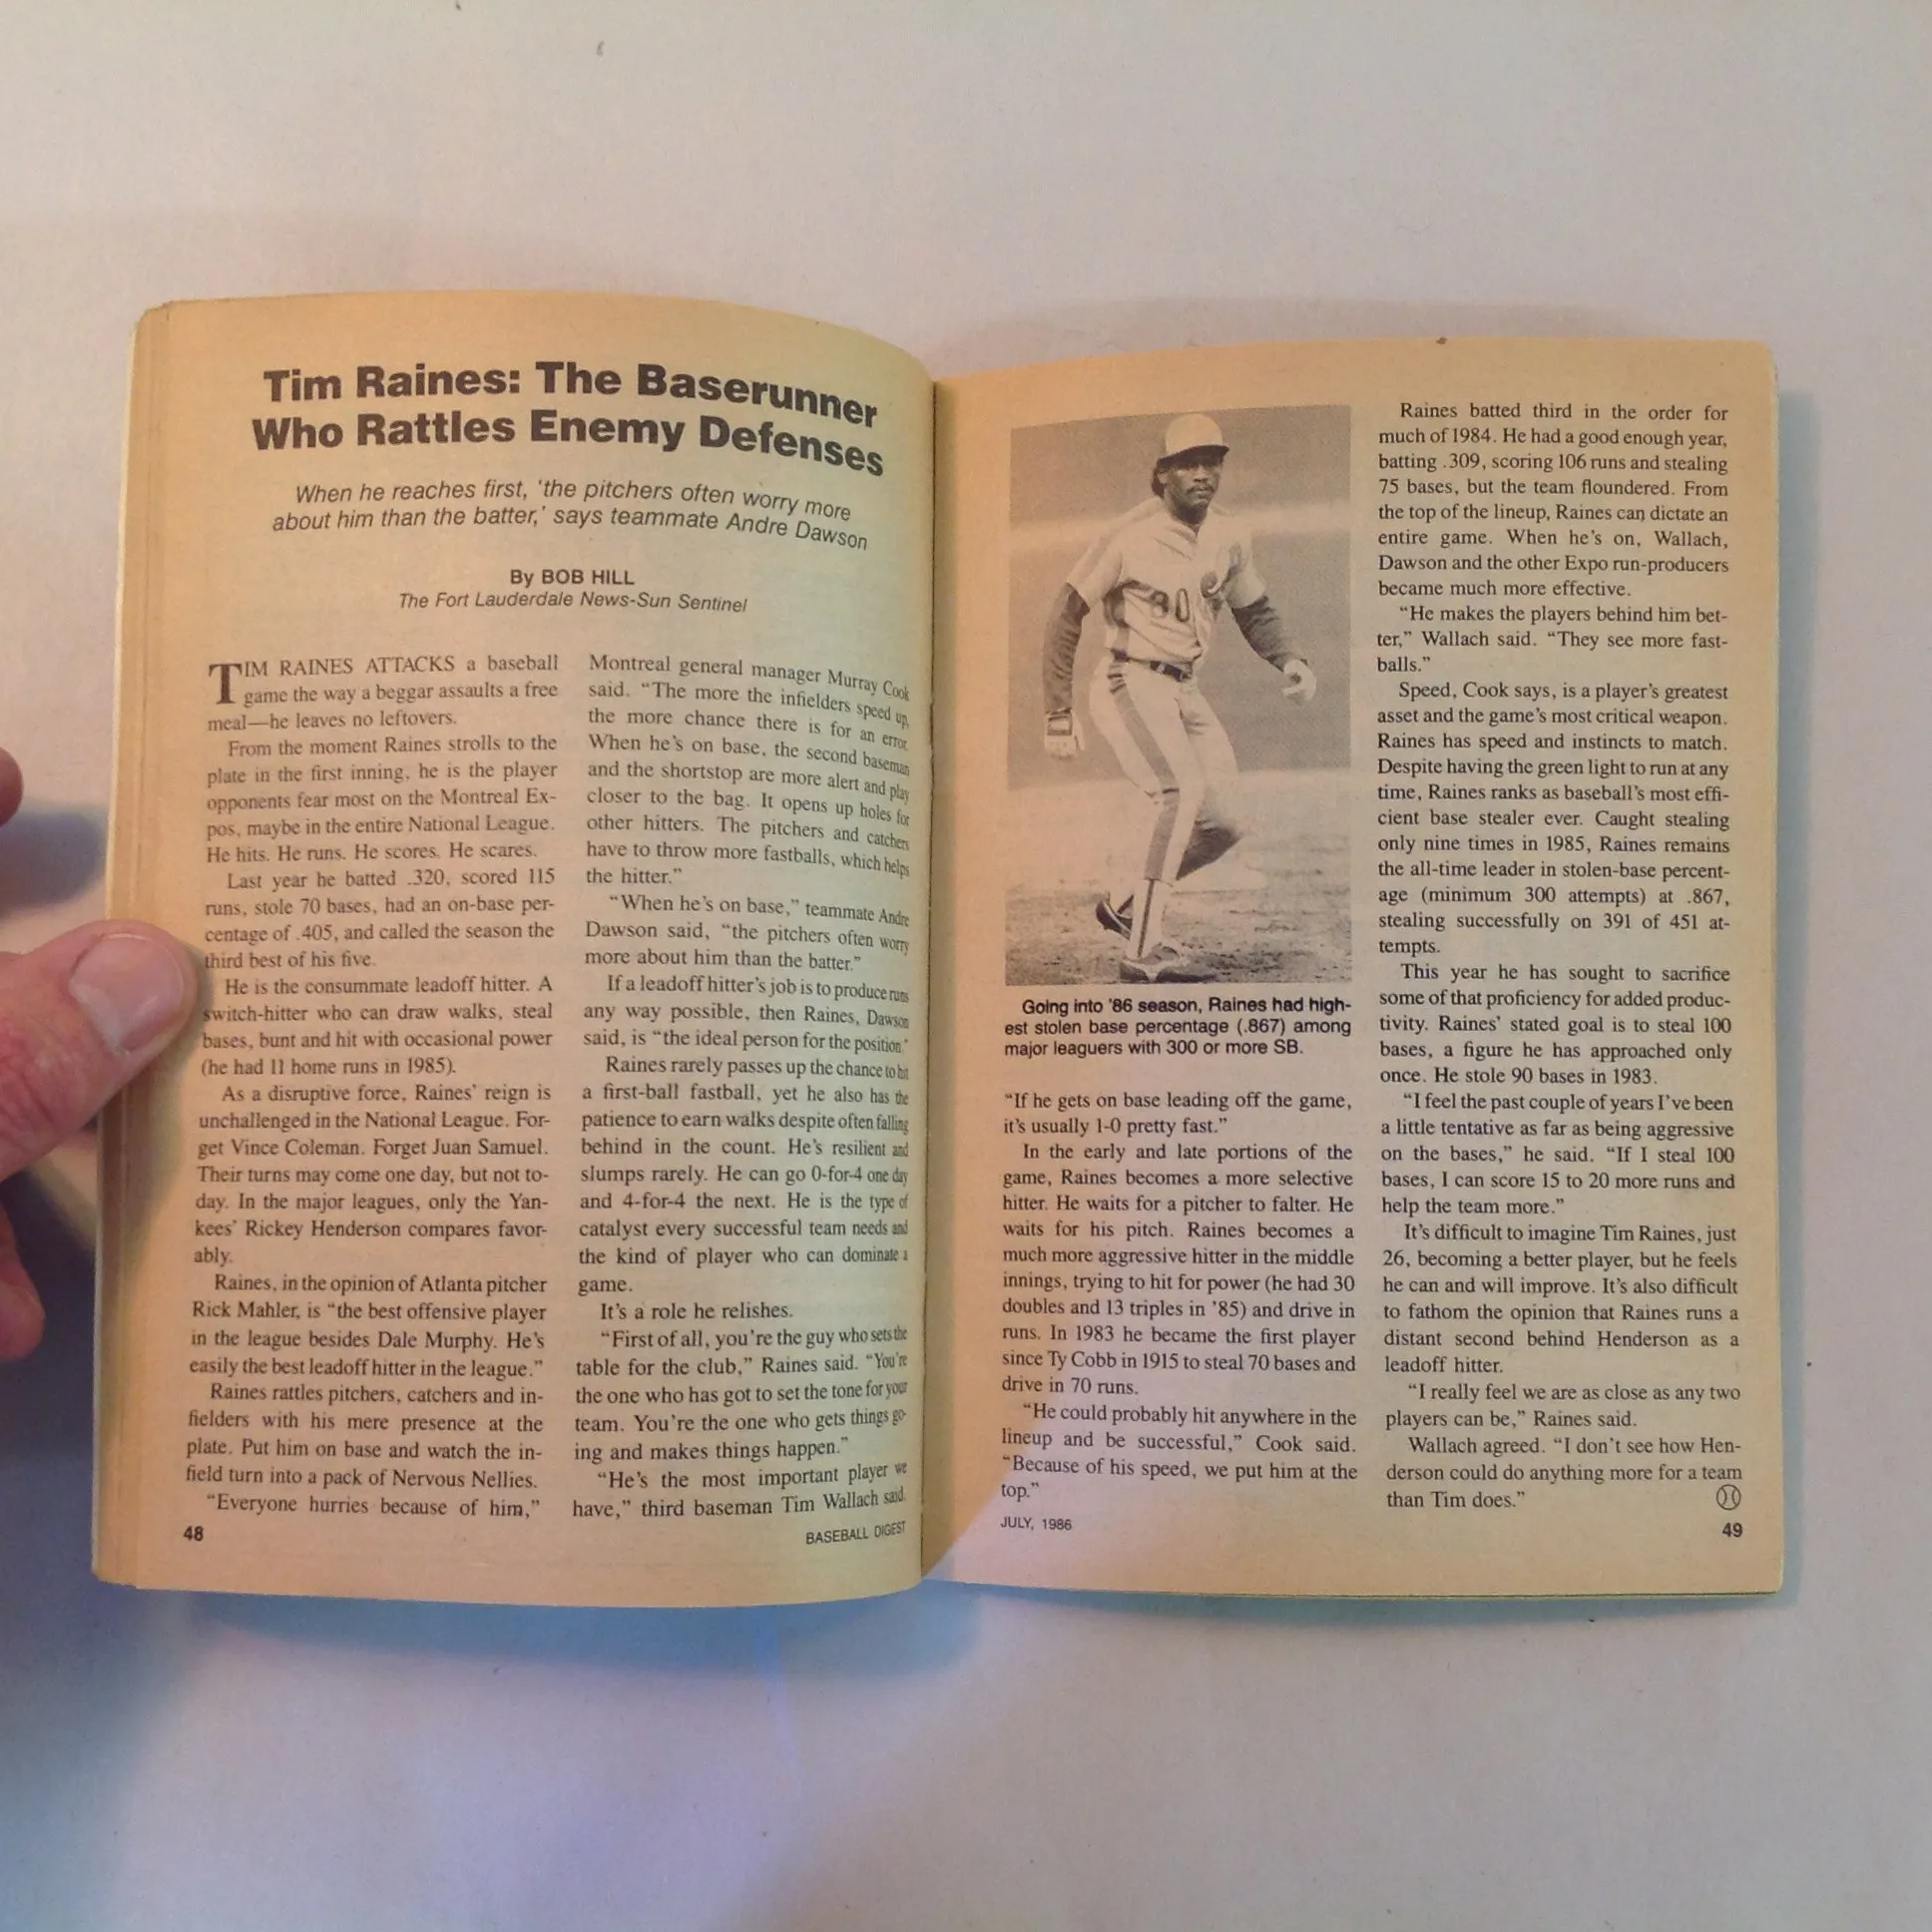 Tim Raines: The Baserunner
Who Rattles Enemy Defenses
When he reaches first, ‘the pitchers often worry more
about him than the batter,’ says teammate Andre Dawson
By BOB HILL
The Fort Lauderdale News-Sun Sentinel
TIM RAINES ATTACKS a baseball
game the way a beggar assaults a free
meal—he leaves no leftovers.
From the moment Raines strolls to the
plate in the first inning, he is the player
opponents fear most on the Montreal Ex-
pos, maybe in the entire National League.
He hits. He runs. He scores. He scares.
Last year he batted .320, scored 115
runs, stole 70 bases, had an on-base per-
centage of .405, and called the season the
third best of his five.
He is the consummate leadoff hitter. A
switch-hitter who can draw walks, steal
bases, bunt and hit with occasional power
(he had 11 home runs in 1985).
As a disruptive force, Raines’ reign is
unchallenged in the National League. For-
get Vince Coleman. Forget Juan Samuel.
Their turns may come one day, but not to-
day. In the major leagues, only the Yan-
kees’ Rickey Henderson compares favor-
ably.
Raines, in the opinion of Atlanta pitcher
Rick Mahler, is “the best offensive player
in the league besides Dale Murphy. He’s
easily the best leadoff hitter in the league.”
Raines rattles pitchers, catchers and in-
fielders with his mere presence at the
plate. Put him on base and watch the in-
field turn into a pack of Nervous Nellies.
“Everyone hurries because of him,”
Montreal general manager Murray Cook
said. “The more the infielders speed up,
the more chance there is for an error.
When he’s on base, the second baseman
and the shortstop are more alert and play
closer to the bag. It opens up holes for
other hitters. The pitchers and catchers
have to throw more fastballs, which helps
the hitter.”
“When he’s on base,” teammate Andre
Dawson said, “the pitchers often worry
more about him than the batter.”
If a leadoff hitter’s job is to produce runs
any way possible, then Raines, Dawson
said, is “the ideal person for the position.”
Raines rarely passes up the chance to hit
a first-ball fastball, yet he also has the
patience to earn walks despite often falling
behind in the count. He’s resilient and
slumps rarely. He can go 0-for-4 one day
and 4-for-4 the next. He is the type of
catalyst every successful team needs and
the kind of player who can dominate a
game.
It’s a role he relishes.
“First of all, you’re the guy who sets the
table for the club,” Raines said. “You’re
the one who has got to set the tone for your
team. You’re the one who gets things go-
ing and makes things happen.”
“He’s the most important player we
have,” third baseman Tim Wallach said.
48
BASEBALL DIGEST
80
Going into ’86 season, Raines had high-
est stolen base percentage (.867) among
major leaguers with 300 or more SB.
“If he gets on base leading off the game,
it’s usually 1-0 pretty fast.”
In the early and late portions of the
game, Raines becomes a more selective
hitter. He waits for a pitcher to falter. He
waits for his pitch. Raines becomes a
much more aggressive hitter in the middle
innings, trying to hit for power (he had 30
doubles and 13 triples in ’85) and drive in
runs. In 1983 he became the first player
since Ty Cobb in 1915 to steal 70 bases and
drive in 70 runs.
“He could probably hit anywhere in the
lineup and be successful,” Cook said.
“Because of his speed, we put him at the
top.”
Raines batted third in the order for
much of 1984. He had a good enough year,
batting .309, scoring 106 runs and stealing
75 bases, but the team floundered. From
the top of the lineup, Raines can dictate an
entire game. When he’s on, Wallach,
Dawson and the other Expo run-producers
became much more effective.
“He makes the players behind him bet-
ter,” Wallach said. “They see more fast-
balls.”
Speed, Cook says, is a player’s greatest
asset and the game’s most critical weapon.
Raines has speed and instincts to match.
Despite having the green light to run at any
time, Raines ranks as baseball’s most effi-
cient base stealer ever. Caught stealing
only nine times in 1985, Raines remains
the all-time leader in stolen-base percent-
age (minimum 300 attempts) at .867,
stealing successfully on 391 of 451 at-
tempts.
This year he has sought to sacrifice
some of that proficiency for added produc-
tivity. Raines’ stated goal is to steal 100
bases, a figure he has approached only
once. He stole 90 bases in 1983.
“I feel the past couple of years I’ve been
a little tentative as far as being aggressive
on the bases,” he said. “If I steal 100
bases, I can score 15 to 20 more runs and
help the team more.”
It’s difficult to imagine Tim Raines, just
26, becoming a better player, but he feels
he can and will improve. It’s also difficult
to fathom the opinion that Raines runs a
distant second behind Henderson as a
leadoff hitter.
“I really feel we are as close as any two
players can be,” Raines said.
Wallach agreed. “I don’t see how Hen-
derson could do anything more for a team
than Tim does.”
JULY, 1986
49